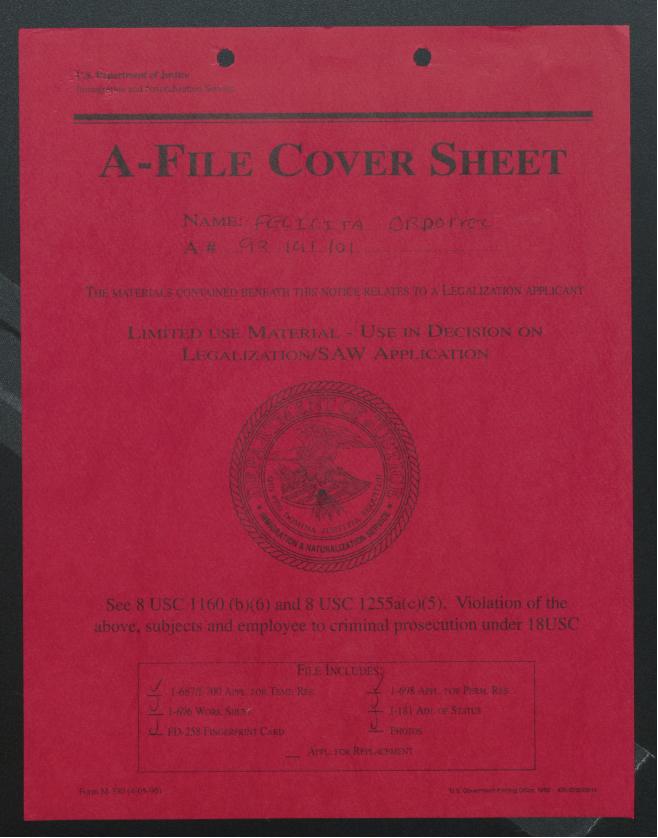 U.S. Department of Justice
Immigration and Naturalization Service
A-FILE COVER SHEET
NAME: FELICITA ORDONEZ
A # 93 141 101
THE MATERIALS CONTAINED BENEATH THIS NOTICE RELATES TO A LEGALIZATION APPLICANT
LIMITED USE MATERIAL - USE IN DECISION ON
LEGALIZATION/SAW APPLICATION
QUI PRO DOMINA JUSTITIA SEQUITUR
IMMIGRATION & NATURALIZATION SERVICE
See 8 USC 1160 (b)(6) and 8 USC 1255a(c)(5). Violation of the
above, subjects and employee to criminal prosecution under 18USC
FILE INCLUDES:
I-687/I-700 APPL. FOR TEMP. RES. I-698 APPL. FOR PERM. RES.
I-696 WORK SHEET I-181 ADJ. OF STATUS
FD-258 FINGERPRINT CARD PHOTOS
APPL. FOR REPLACEMENT
Form M-330 (4-05-90) U.S. Government Printing Office: